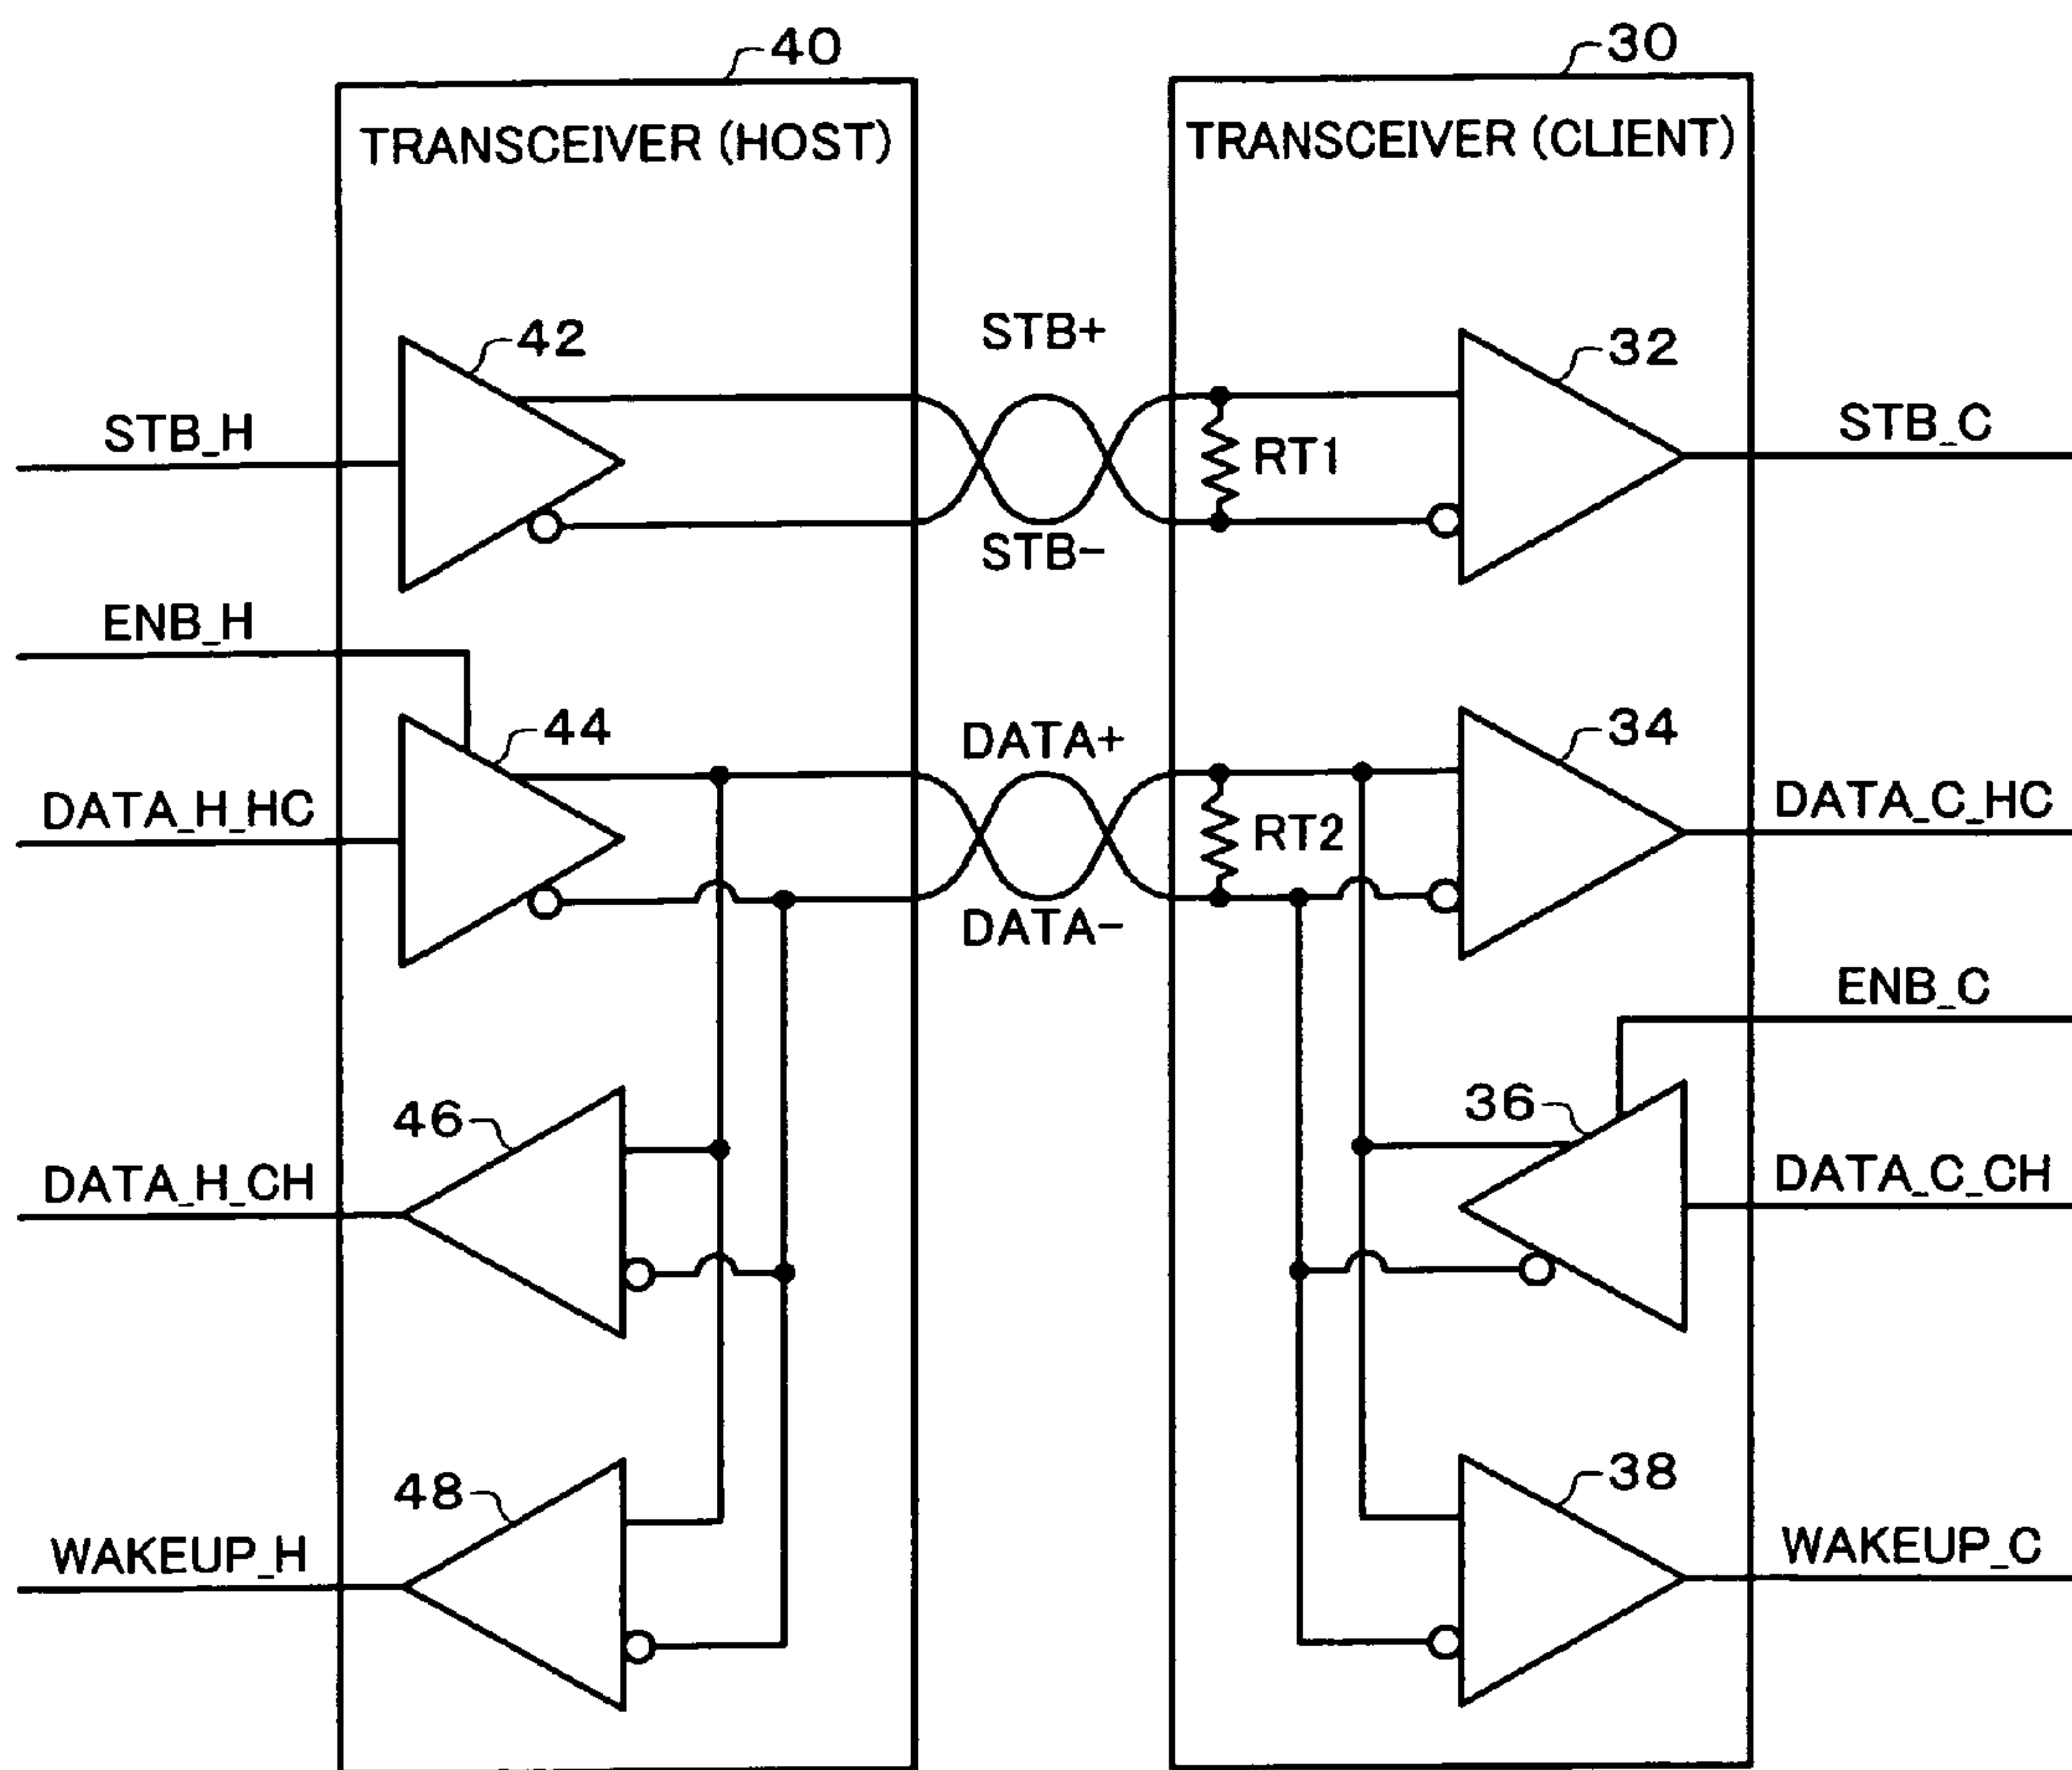 40
30
TRANSCEIVER (HOST)
TRANSCEIVER (CLIENT)
42
STB+
32
STB_H
RT1
STB_C
STB-
ENB_H
44
DATA+
34
DATA_H_HC
RT2
DATA_C_HC
DATA-
ENB_C
46
36
DATA_H_CH
DATA_C_CH
48
38
WAKEUP_H
WAKEUP_C